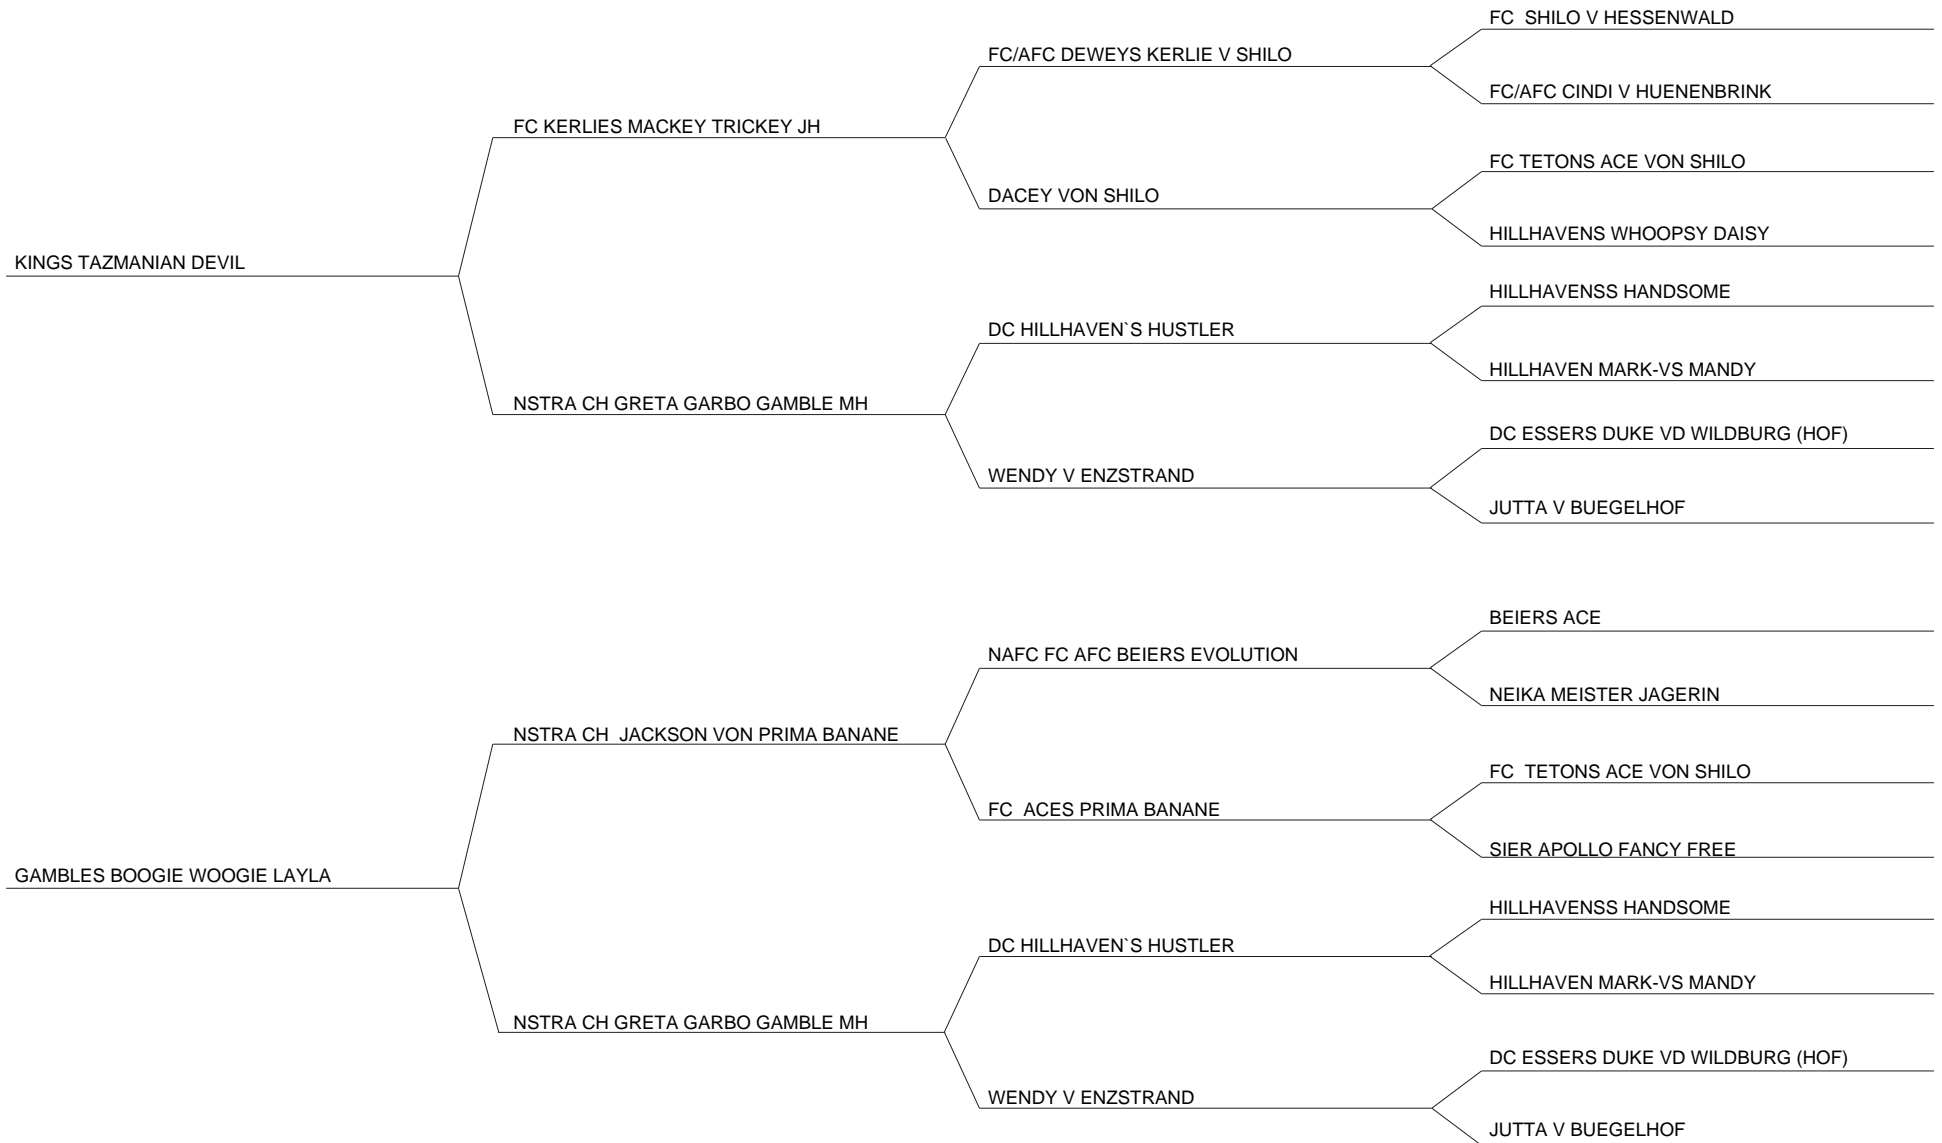 FC  SHILO V HESSENWALD
FC/AFC DEWEYS KERLIE V SHILO
FC/AFC CINDI V HUENENBRINK
FC KERLIES MACKEY TRICKEY JH
FC TETONS ACE VON SHILO
DACEY VON SHILO
HILLHAVENS WHOOPSY DAISY
KINGS TAZMANIAN DEVIL
HILLHAVENSS HANDSOME
DC HILLHAVEN`S HUSTLER
HILLHAVEN MARK-VS MANDY
NSTRA CH GRETA GARBO GAMBLE MH
DC ESSERS DUKE VD WILDBURG (HOF)
WENDY V ENZSTRAND
JUTTA V BUEGELHOF
BEIERS ACE
NAFC FC AFC BEIERS EVOLUTION
NEIKA MEISTER JAGERIN
NSTRA CH  JACKSON VON PRIMA BANANE
FC  TETONS ACE VON SHILO
FC  ACES PRIMA BANANE
SIER APOLLO FANCY FREE
GAMBLES BOOGIE WOOGIE LAYLA
HILLHAVENSS HANDSOME
DC HILLHAVEN`S HUSTLER
HILLHAVEN MARK-VS MANDY
NSTRA CH GRETA GARBO GAMBLE MH
DC ESSERS DUKE VD WILDBURG (HOF)
WENDY V ENZSTRAND
JUTTA V BUEGELHOF